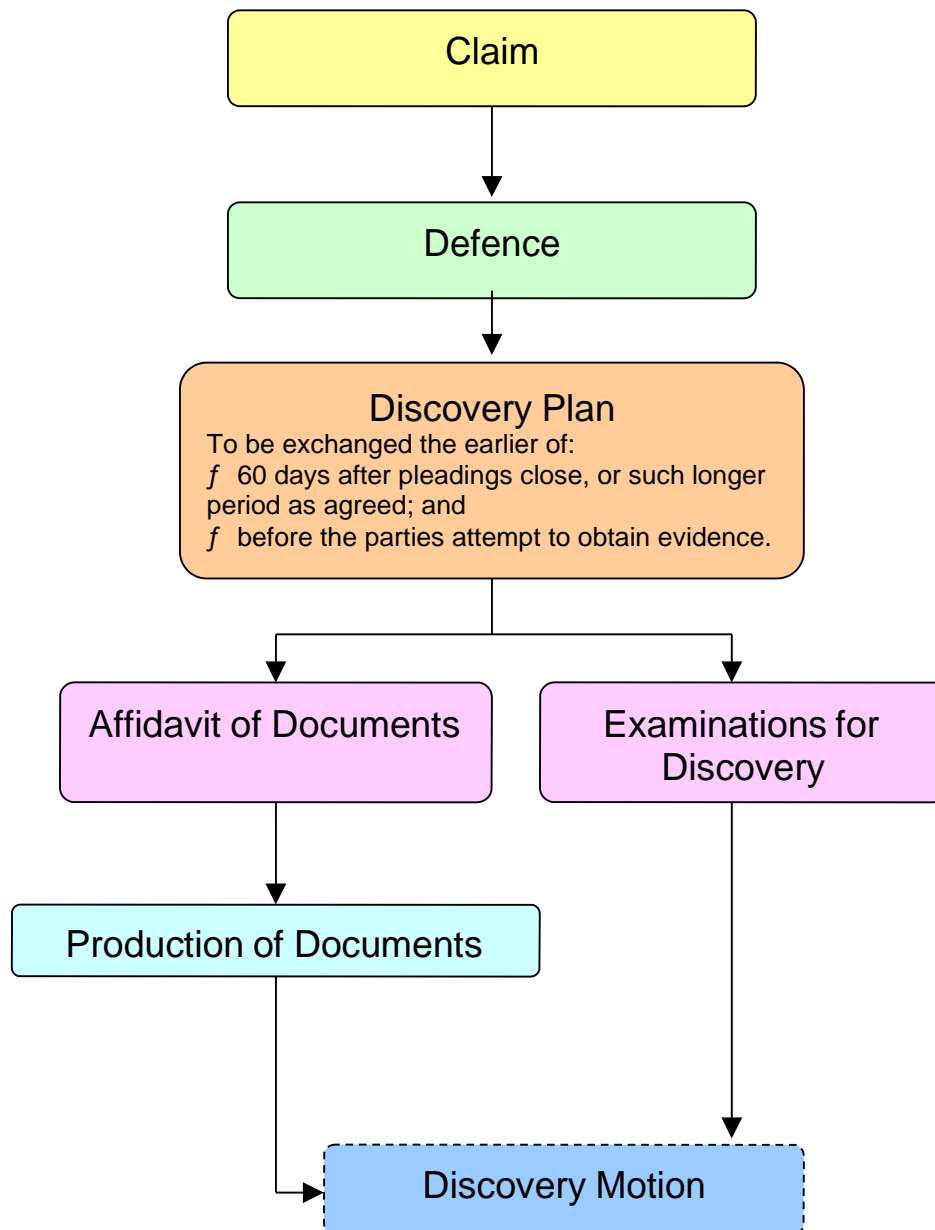 Claim
Defence
Discovery Plan
To be exchanged the earlier of:
ƒ 60 days after pleadings close, or such longer
period as agreed; and
ƒ before the parties attempt to obtain evidence.
Affidavit of Documents
Examinations for
Discovery
Production of Documents
Discovery Motion